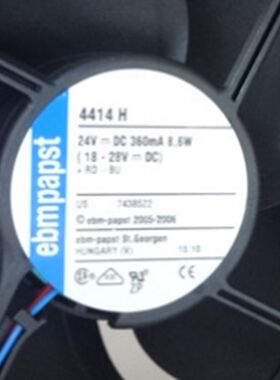 ebmpapst
4414 H
24V ⎓ DC 360mA 8.6W
(18 - 28V ⎓ DC)
+ RD - BU
US 7438522
© ebm-papst 2005-2006
ebm-papst St.Georgen
HUNGARY (V) 10.10